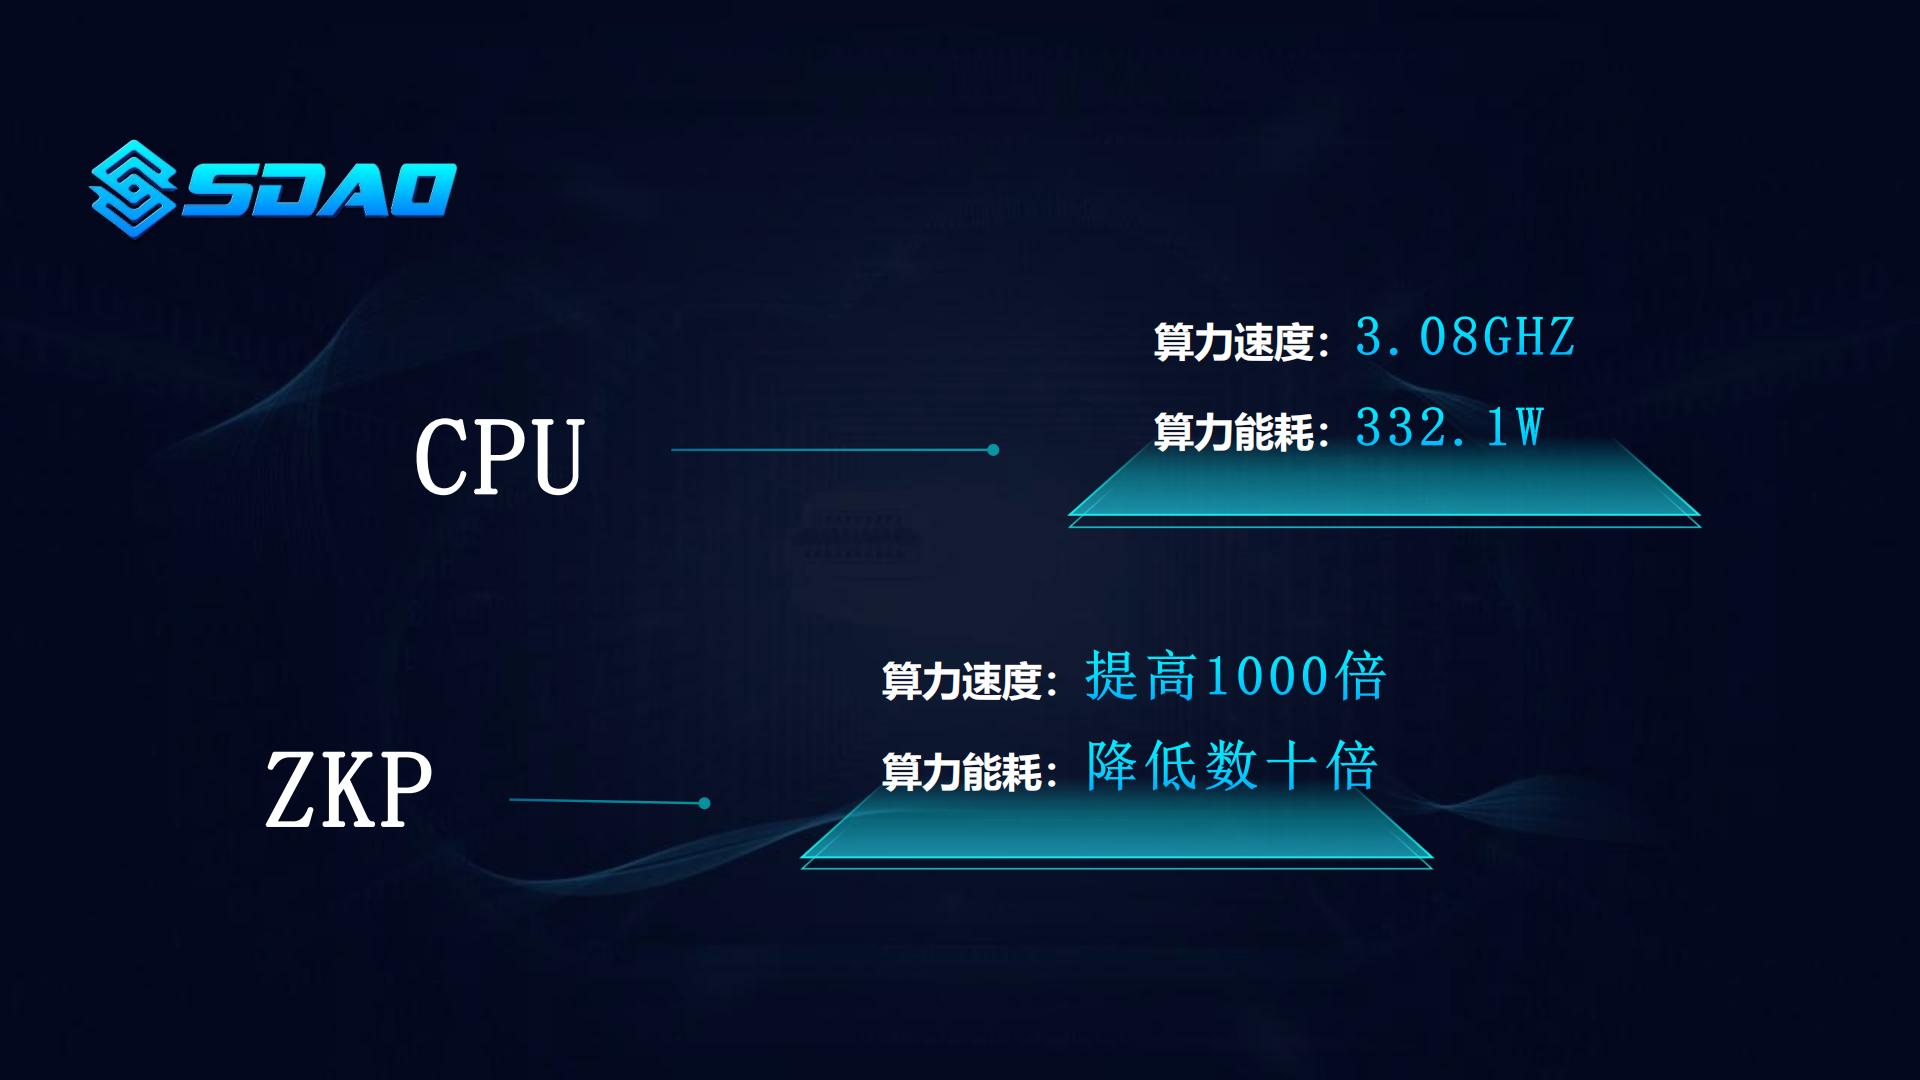 SDAO
算力速度：3.08GHZ
CPU
算力能耗：332.1W
算力速度：提高1000倍
ZKP
算力能耗：降低数十倍